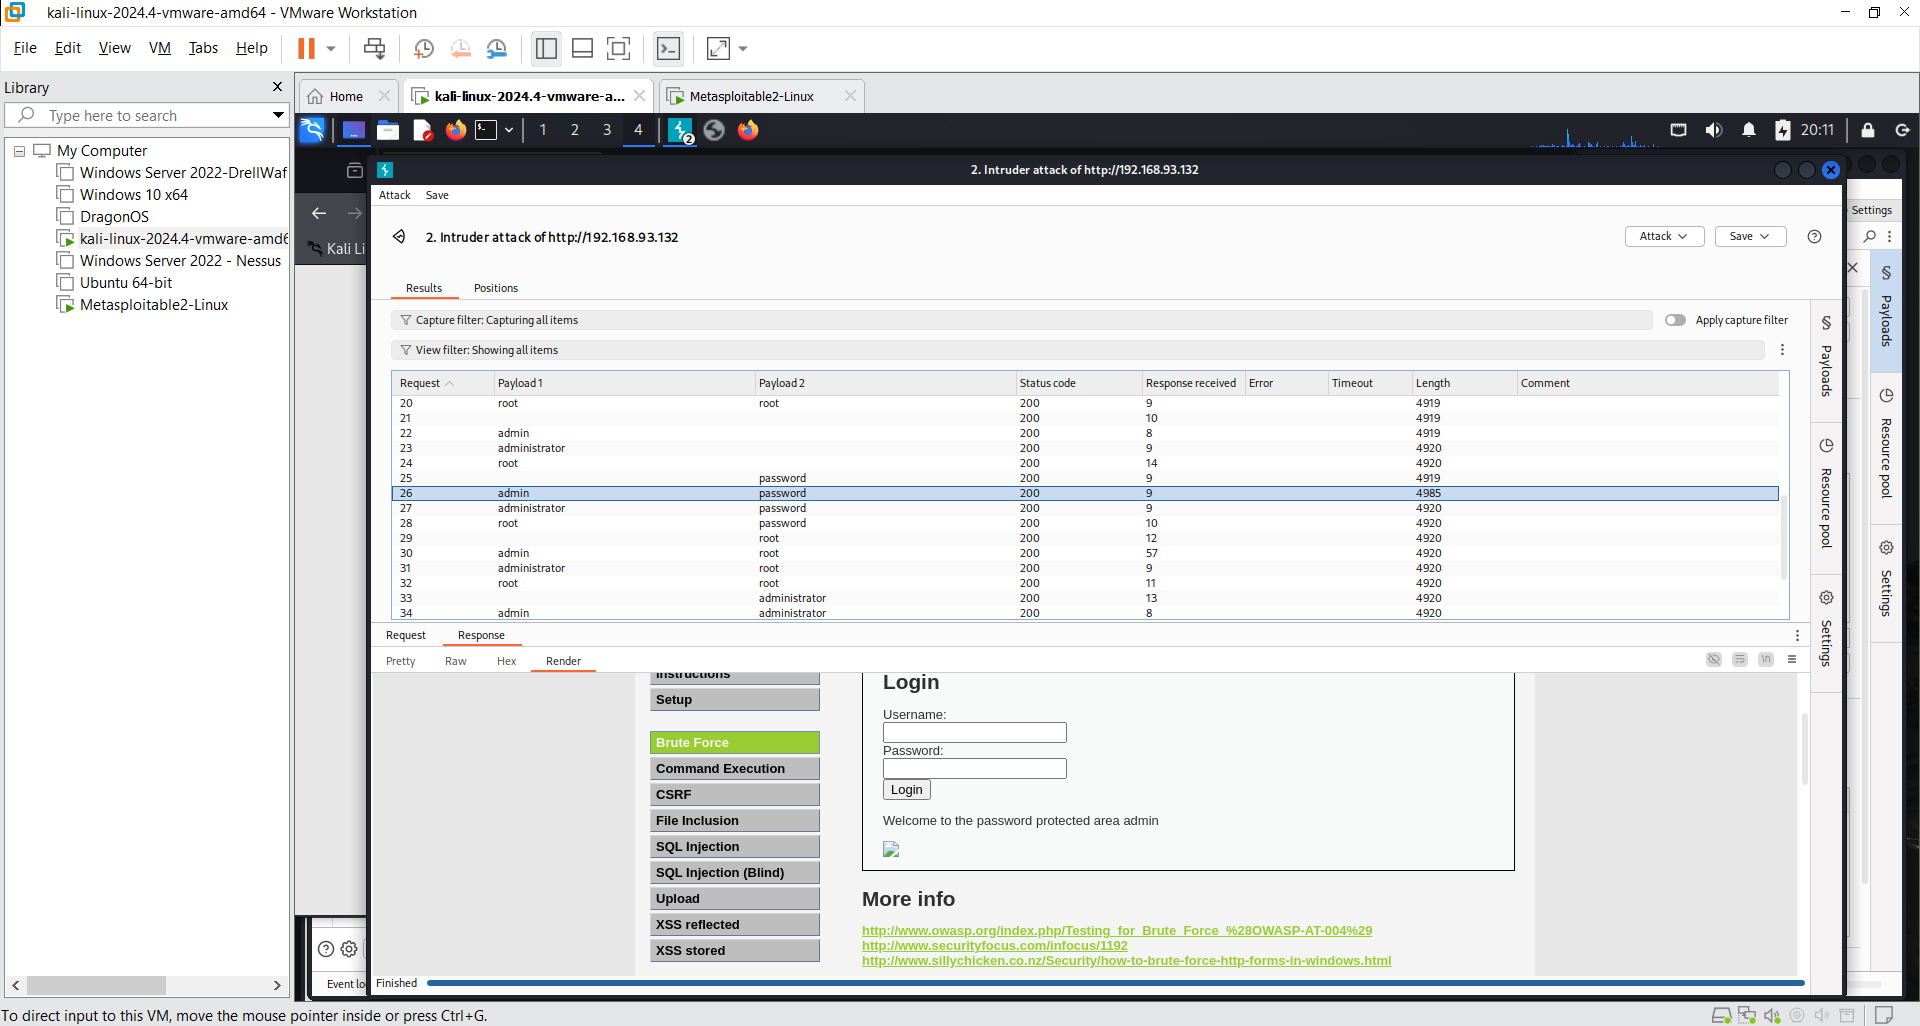 kali-linux-2024.4-vmware-amd64 - VMware Workstation
File Edit View VM Tabs Help
Library
Type here to search
My Computer
Windows Server 2022-DrellWaf
Windows 10 x64
DragonOS
kali-linux-2024.4-vmware-amd6
Windows Server 2022 - Nessus
Ubuntu 64-bit
Metasploitable2-Linux
Home
kali-linux-2024.4-vmware-a...
Metasploitable2-Linux
1 2 3 4
2
20:11
2. Intruder attack of http://192.168.93.132
Attack Save
2. Intruder attack of http://192.168.93.132
Attack
Save
Settings
Kali Li
Results Positions
Capture filter: Capturing all items
Apply capture filter
View filter: Showing all items
Request Payload 1 Payload 2 Status code Response received Error Timeout Length Comment
20 root root 200 9 4919
21 200 10 4919
22 admin 200 8 4919
23 administrator 200 9 4920
24 root 200 14 4920
25 password 200 9 4919
26 admin password 200 9 4985
27 administrator password 200 9 4920
28 root password 200 10 4920
29 root 200 12 4920
30 admin root 200 57 4920
31 administrator root 200 9 4920
32 root root 200 11 4920
33 administrator 200 13 4920
34 admin administrator 200 8 4920
Payloads
Resource pool
Settings
Payloads
Resource pool
Settings
Request Response
Pretty Raw Hex Render
\n
Instructions
Setup
Brute Force
Command Execution
CSRF
File Inclusion
SQL Injection
SQL Injection (Blind)
Upload
XSS reflected
XSS stored
Login
Username:
Password:
Login
Welcome to the password protected area admin
More info
http://www.owasp.org/index.php/Testing_for_Brute_Force_%28OWASP-AT-004%29
http://www.securityfocus.com/infocus/1192
http://www.sillychicken.co.nz/Security/how-to-brute-force-http-forms-in-windows.html
Event lo
Finished
To direct input to this VM, move the mouse pointer inside or press Ctrl+G.